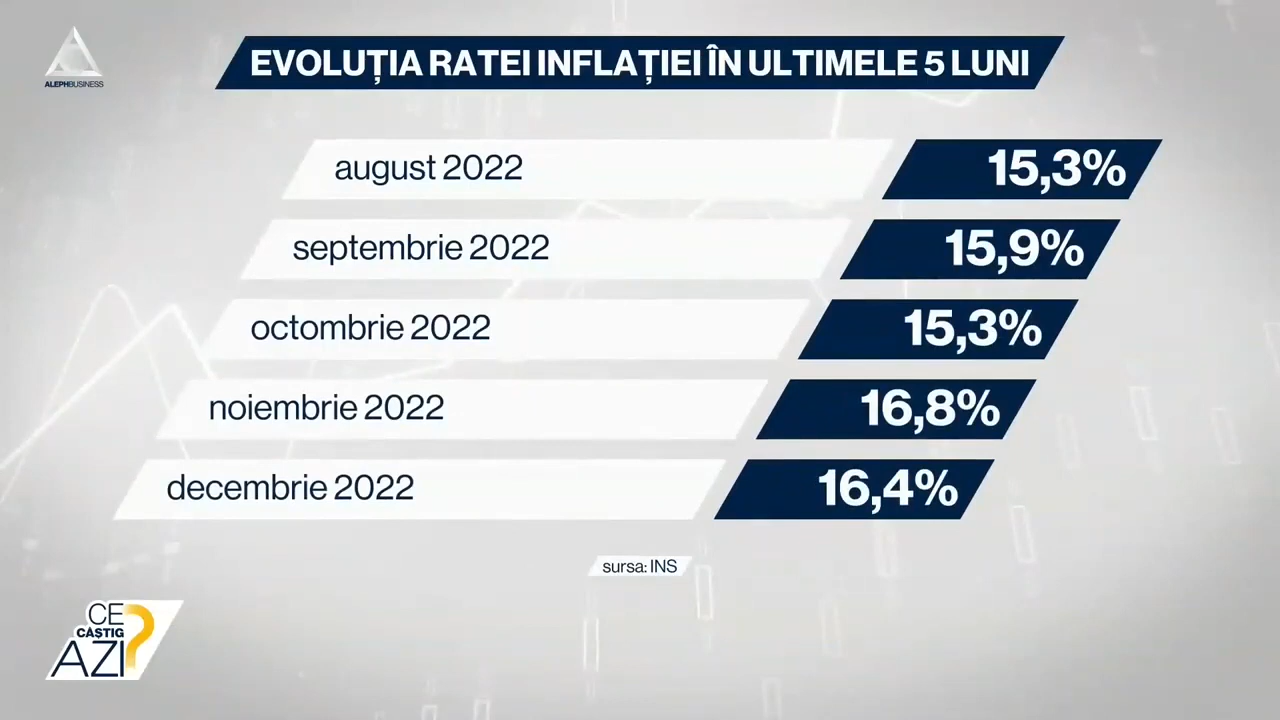 ALEPHBUSINESS
EVOLUȚIA RATEI INFLAȚIEI ÎN ULTIMELE 5 LUNI
august 2022 15,3%
septembrie 2022 15,9%
octombrie 2022 15,3%
noiembrie 2022 16,8%
decembrie 2022 16,4%
sursa: INS
CE
CÂȘTIG
AZI?